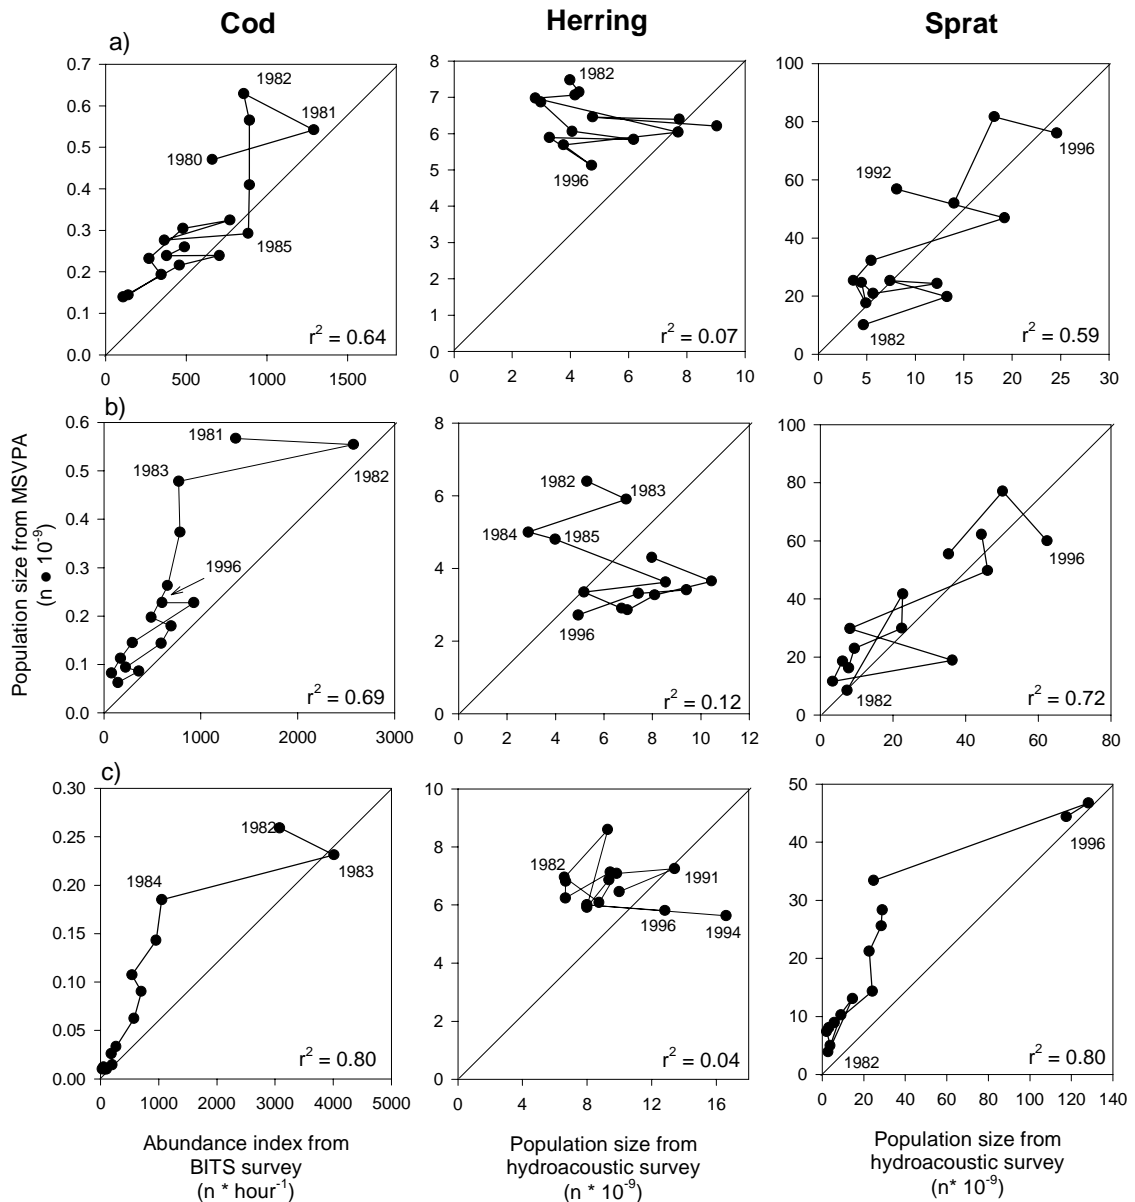 Cod Herring Sprat
a)
0.7
0.6
0.5
0.4
0.3
0.2
0.1
0.0
0 500 1000 1500
1982
1981
1980
1985
r² = 0.64
8
7
6
5
4
3
2
1
0
0 2 4 6 8 10
1982
1996
r² = 0.07
100
80
60
40
20
0
0 5 10 15 20 25 30
1996
1992
1982
r² = 0.59
b)
Population size from MSVPA
(n ● 10⁻⁹)
0.6
0.5
0.4
0.3
0.2
0.1
0.0
0 1000 2000 3000
1981
1983
1982
1996
r² = 0.69
8
6
4
2
0
0 2 4 6 8 10 12
1982
1983
1984
1985
1996
r² = 0.12
100
80
60
40
20
0
0 20 40 60 80
1996
1982
r² = 0.72
c)
0.30
0.25
0.20
0.15
0.10
0.05
0.00
0 1000 2000 3000 4000 5000
1982
1983
1984
r² = 0.80
10
8
6
4
2
0
0 4 8 12 16
1982
1991
1996
1994
r² = 0.04
50
40
30
20
10
0
0 20 40 60 80 100 120 140
1996
1982
r² = 0.80
Abundance index from
BITS survey
(n * hour⁻¹)
Population size from
hydroacoustic survey
(n * 10⁻⁹)
Population size from
hydroacoustic survey
(n* 10⁻⁹)